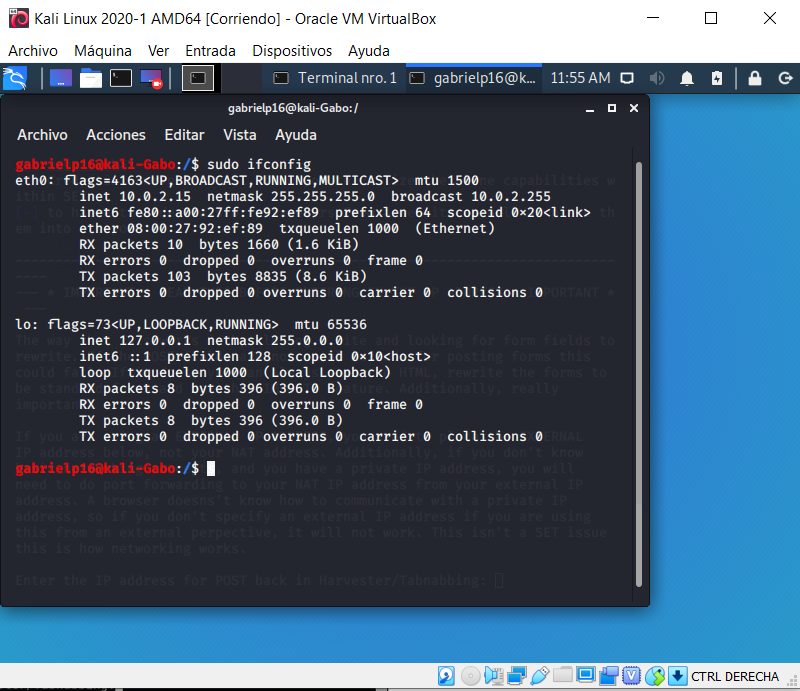 Kali Linux 2020-1 AMD64 [Corriendo] - Oracle VM VirtualBox
Archivo Máquina Ver Entrada Dispositivos Ayuda
Terminal nro. 1 gabrielp16@k... 11:55 AM
gabrielp16@kali-Gabo:/
Archivo Acciones Editar Vista Ayuda
gabrielp16@kali-Gabo:/$ sudo ifconfig
eth0: flags=4163<UP,BROADCAST,RUNNING,MULTICAST>  mtu 1500
        inet 10.0.2.15  netmask 255.255.255.0  broadcast 10.0.2.255
        inet6 fe80::a00:27ff:fe92:ef89  prefixlen 64  scopeid 0×20<link>
        ether 08:00:27:92:ef:89  txqueuelen 1000  (Ethernet)
        RX packets 10  bytes 1660 (1.6 KiB)
        RX errors 0  dropped 0  overruns 0  frame 0
        TX packets 103  bytes 8835 (8.6 KiB)
        TX errors 0  dropped 0 overruns 0  carrier 0  collisions 0
lo: flags=73<UP,LOOPBACK,RUNNING>  mtu 65536
        inet 127.0.0.1  netmask 255.0.0.0
        inet6 ::1  prefixlen 128  scopeid 0×10<host>
        loop  txqueuelen 1000  (Local Loopback)
        RX packets 8  bytes 396 (396.0 B)
        RX errors 0  dropped 0  overruns 0  frame 0
        TX packets 8  bytes 396 (396.0 B)
        TX errors 0  dropped 0 overruns 0  carrier 0  collisions 0
gabrielp16@kali-Gabo:/$
and you have a private IP address, you will
need to do port forwarding to your NAT IP address from your external IP
address. A browser doesn't know how to communicate with a private IP
address, so if you don't specify an external IP address if you are using
this from an external perpective, it will not work. This isn't a SET issue
this is how networking works.
Enter the IP address for POST back in Harvester/Tabnabbing:
CTRL DERECHA